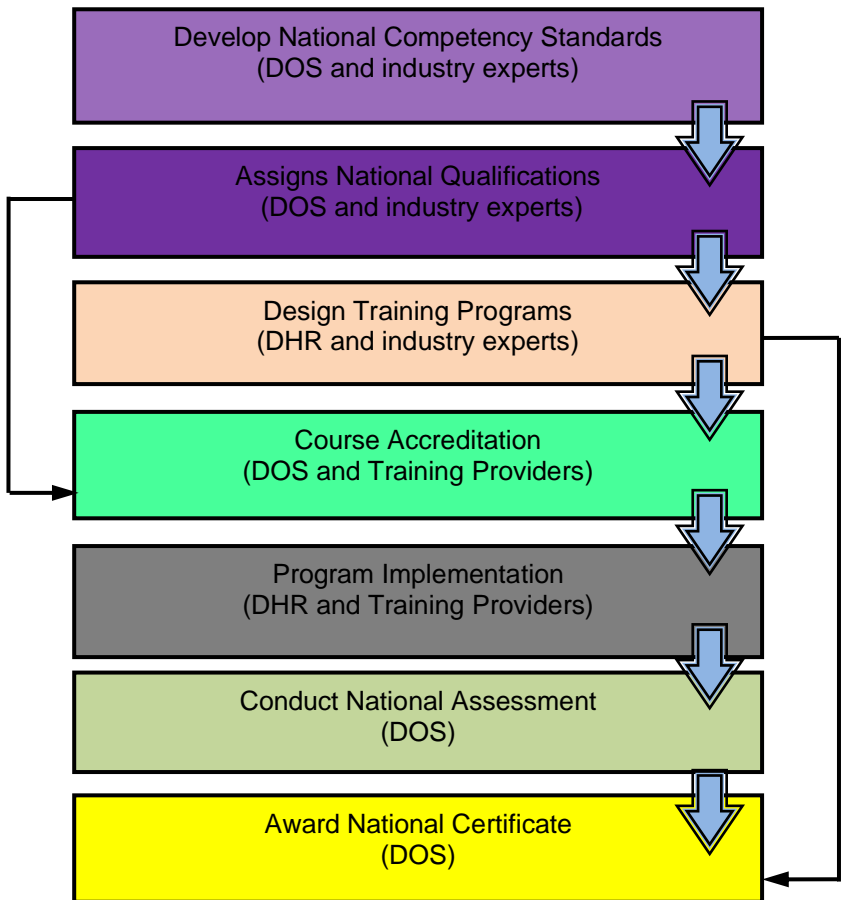 Develop National Competency Standards
(DOS and industry experts)
Assigns National Qualifications
(DOS and industry experts)
Design Training Programs
(DHR and industry experts)
Course Accreditation
(DOS and Training Providers)
Program Implementation
(DHR and Training Providers)
Conduct National Assessment
(DOS)
Award National Certificate
(DOS)